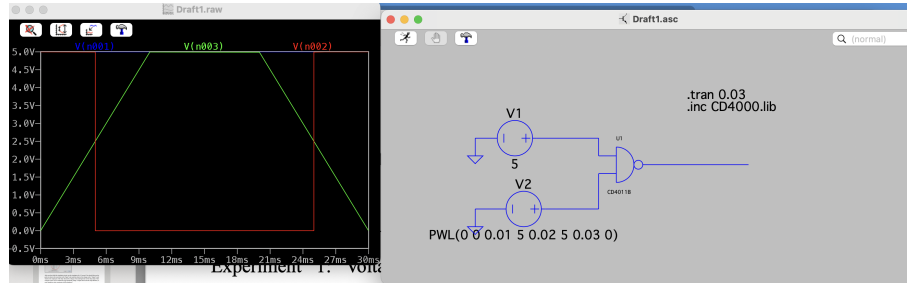 Draft1.raw
V(n001) V(n003) V(n002)
5.0V
4.5V
4.0V
3.5V
3.0V
2.5V
2.0V
1.5V
1.0V
0.5V
0.0V
-0.5V
0ms 3ms 6ms 9ms 12ms 15ms 18ms 21ms 24ms 27ms 30ms
Experiment 1.
Draft1.asc
(normal)
.tran 0.03
.inc CD4000.lib
V1
5
U1
CD4011B
V2
PWL(0 0 0.01 5 0.02 5 0.03 0)